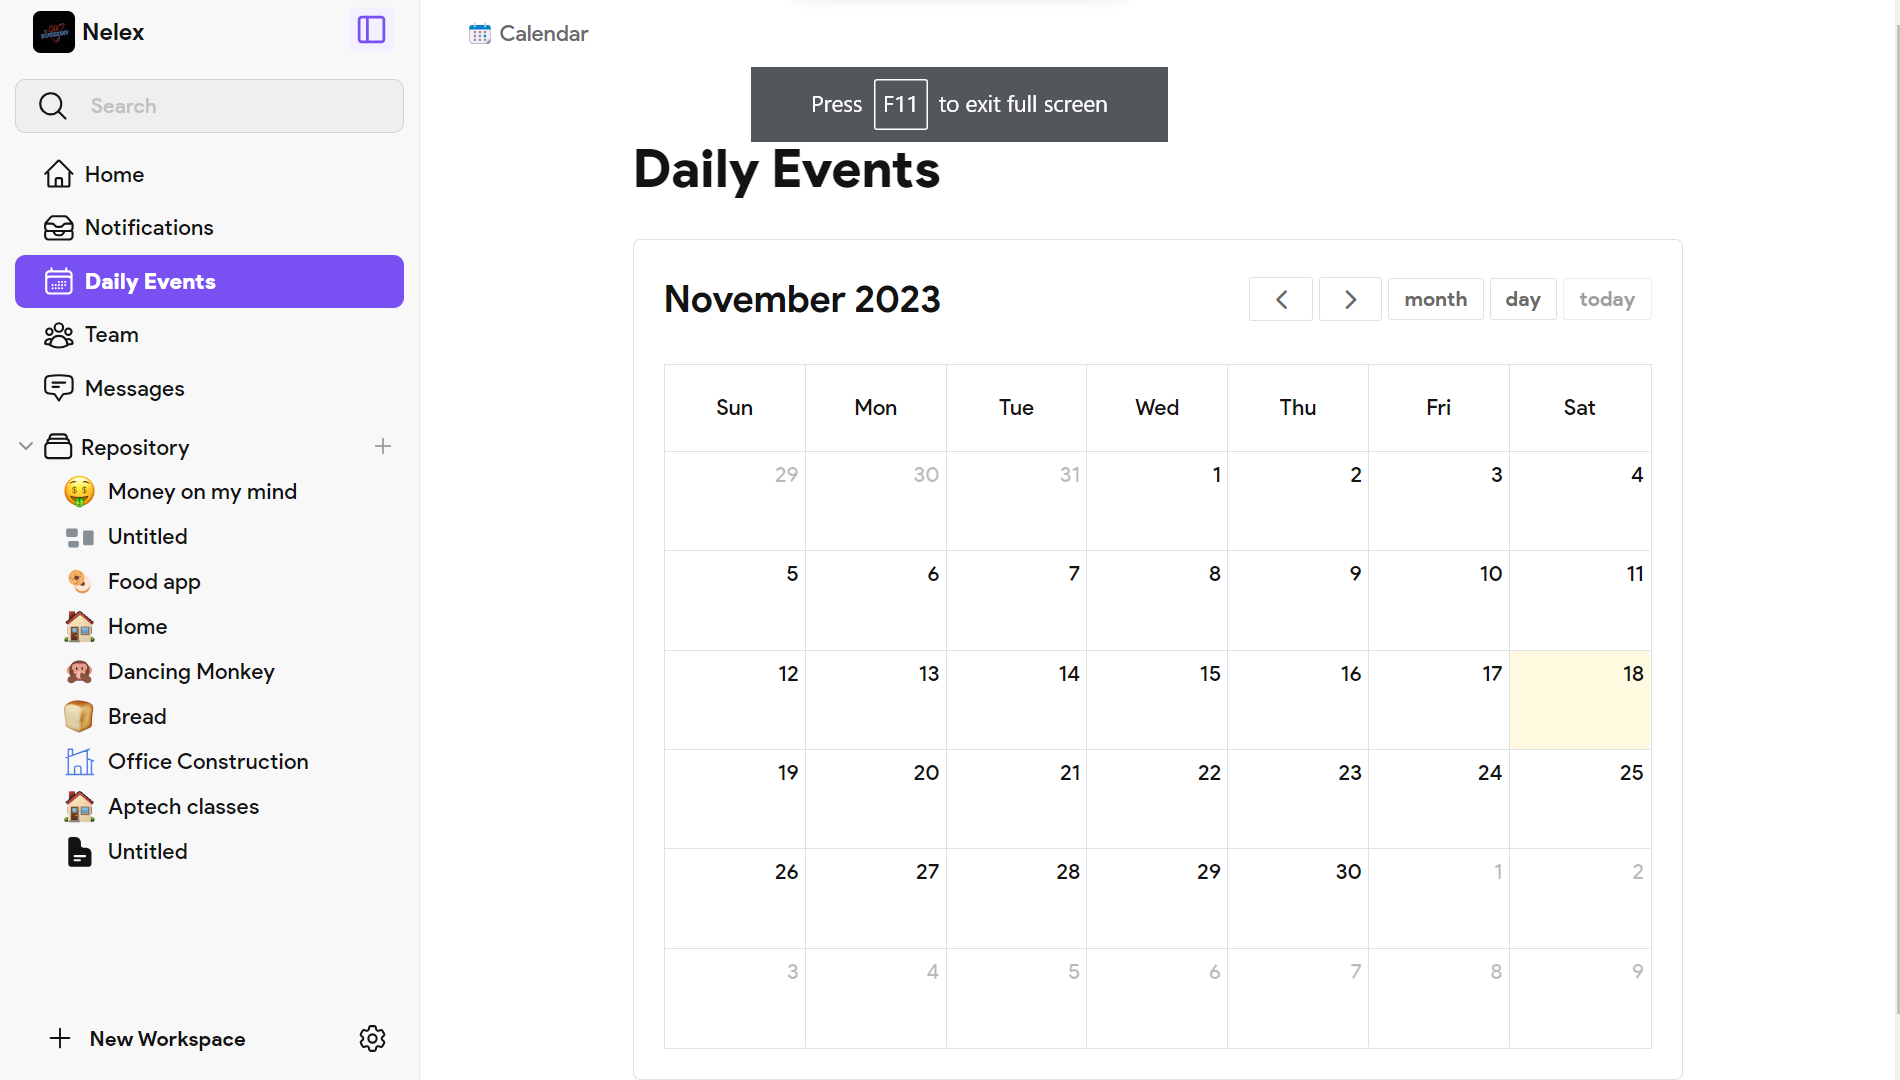 Nelex
Search
Home
Notifications
Daily Events
Team
Messages
Repository
Money on my mind
Untitled
Food app
Home
Dancing Monkey
Bread
Office Construction
Aptech classes
Untitled
New Workspace
Calendar
Press F11 to exit full screen
Daily Events
November 2023
month day today
Sun Mon Tue Wed Thu Fri Sat
29 30 31 1 2 3 4
5 6 7 8 9 10 11
12 13 14 15 16 17 18
19 20 21 22 23 24 25
26 27 28 29 30 1 2
3 4 5 6 7 8 9